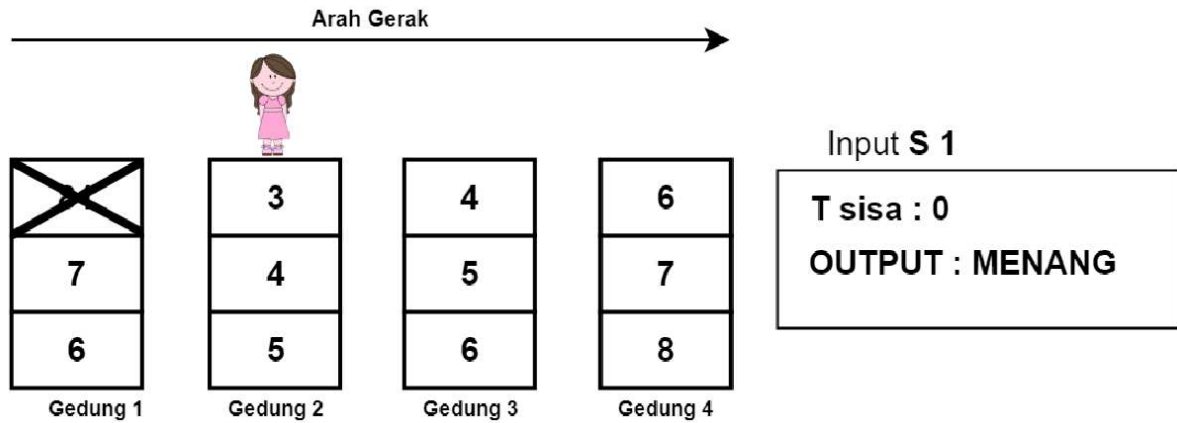 Arah Gerak
Input S 1
T sisa : 0
OUTPUT : MENANG
3 4 6
7 4 5 7
6 5 6 8
Gedung 1 Gedung 2 Gedung 3 Gedung 4